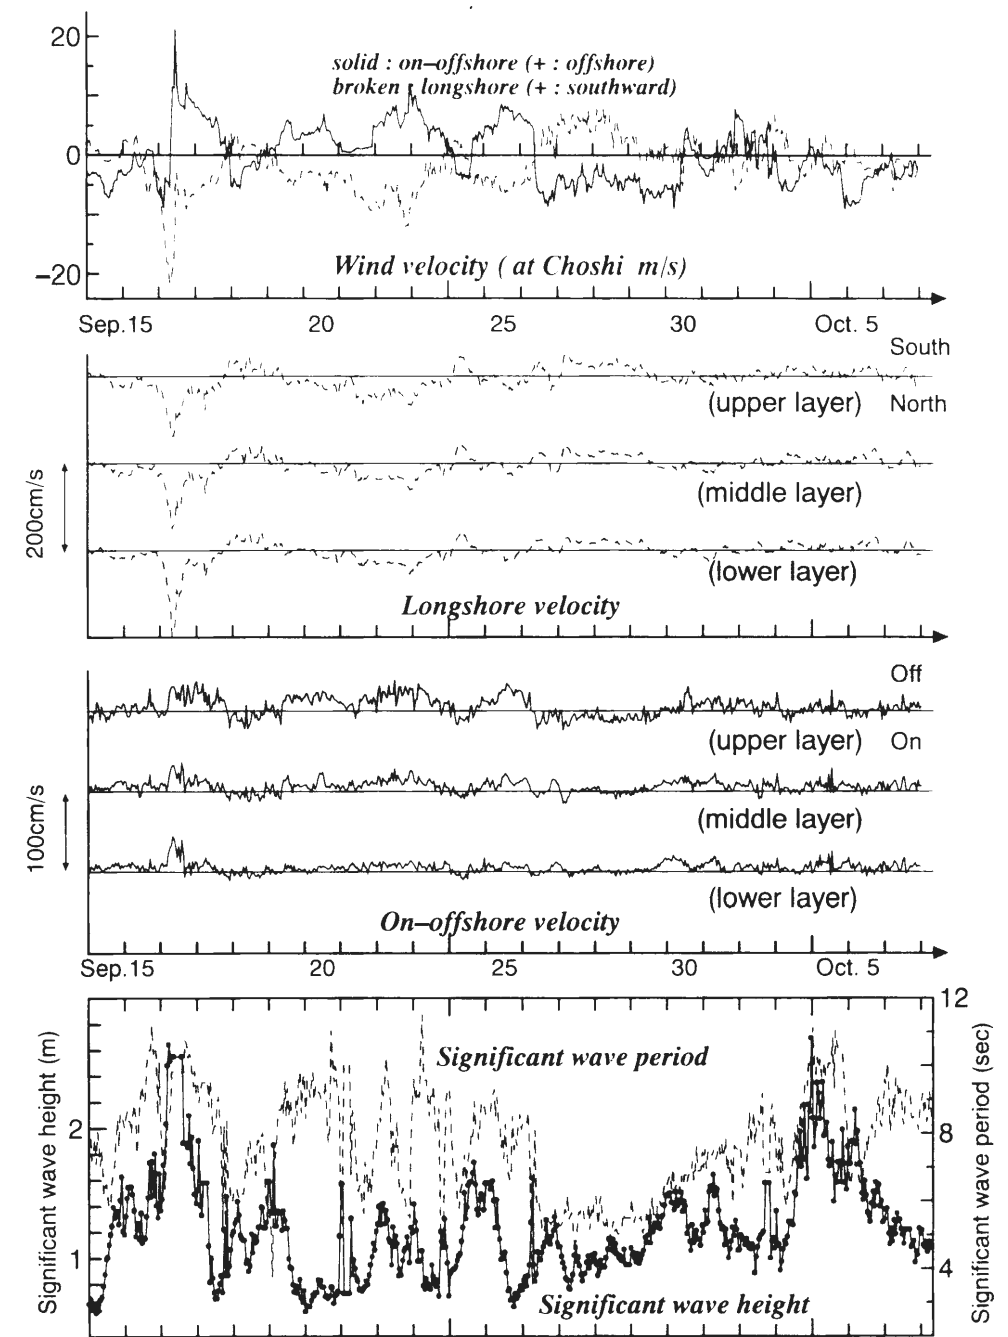 20
solid : on–offshore (+ : offshore)
broken : longshore (+ : southward)
0
−20
Wind velocity ( at Choshi m/s)
Sep.15 20 25 30 Oct. 5
South
(upper layer) North
(middle layer)
200cm/s
(lower layer)
Longshore velocity
Off
(upper layer) On
100cm/s
(middle layer)
(lower layer)
On–offshore velocity
Sep.15 20 25 30 Oct. 5
12
Significant wave period
Significant wave height (m)
Significant wave period (sec)
2 8
1 4
Significant wave height